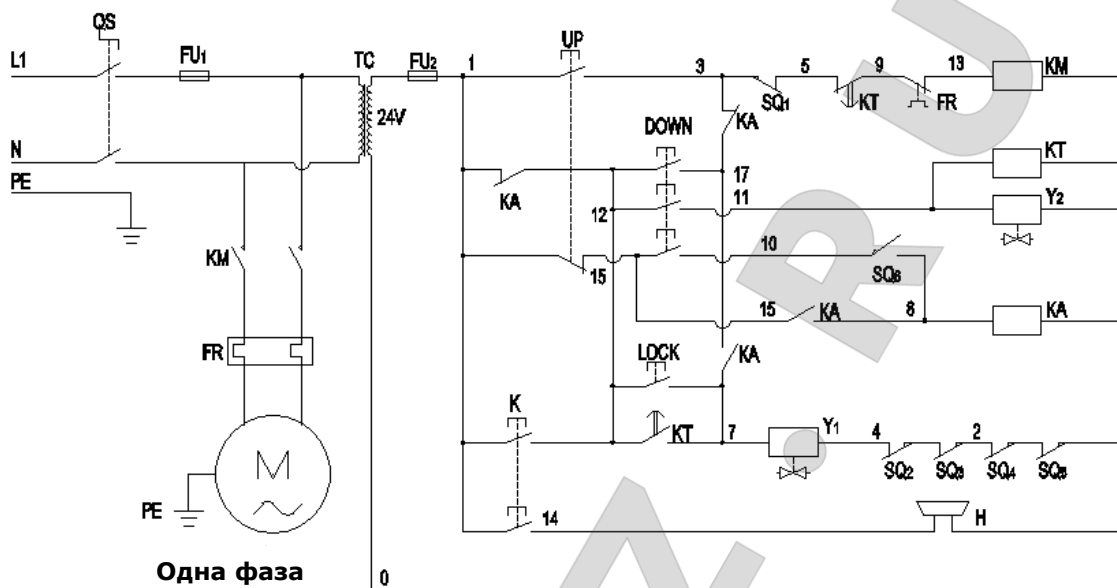 QS
L1
FU1
TC
FU2
1
UP
3
5
9
13
KM
SQ1
KT
FR
24V
KA
DOWN
N
KT
PE
KA
17
12
11
Y2
KM
15
10
SQ6
15
KA
8
KA
FR
LOCK
KA
K
KT
7
Y1
4
2
SQ2
SQ3
SQ4
SQ5
M
PE
14
H
Одна фаза
0
R
U
Z